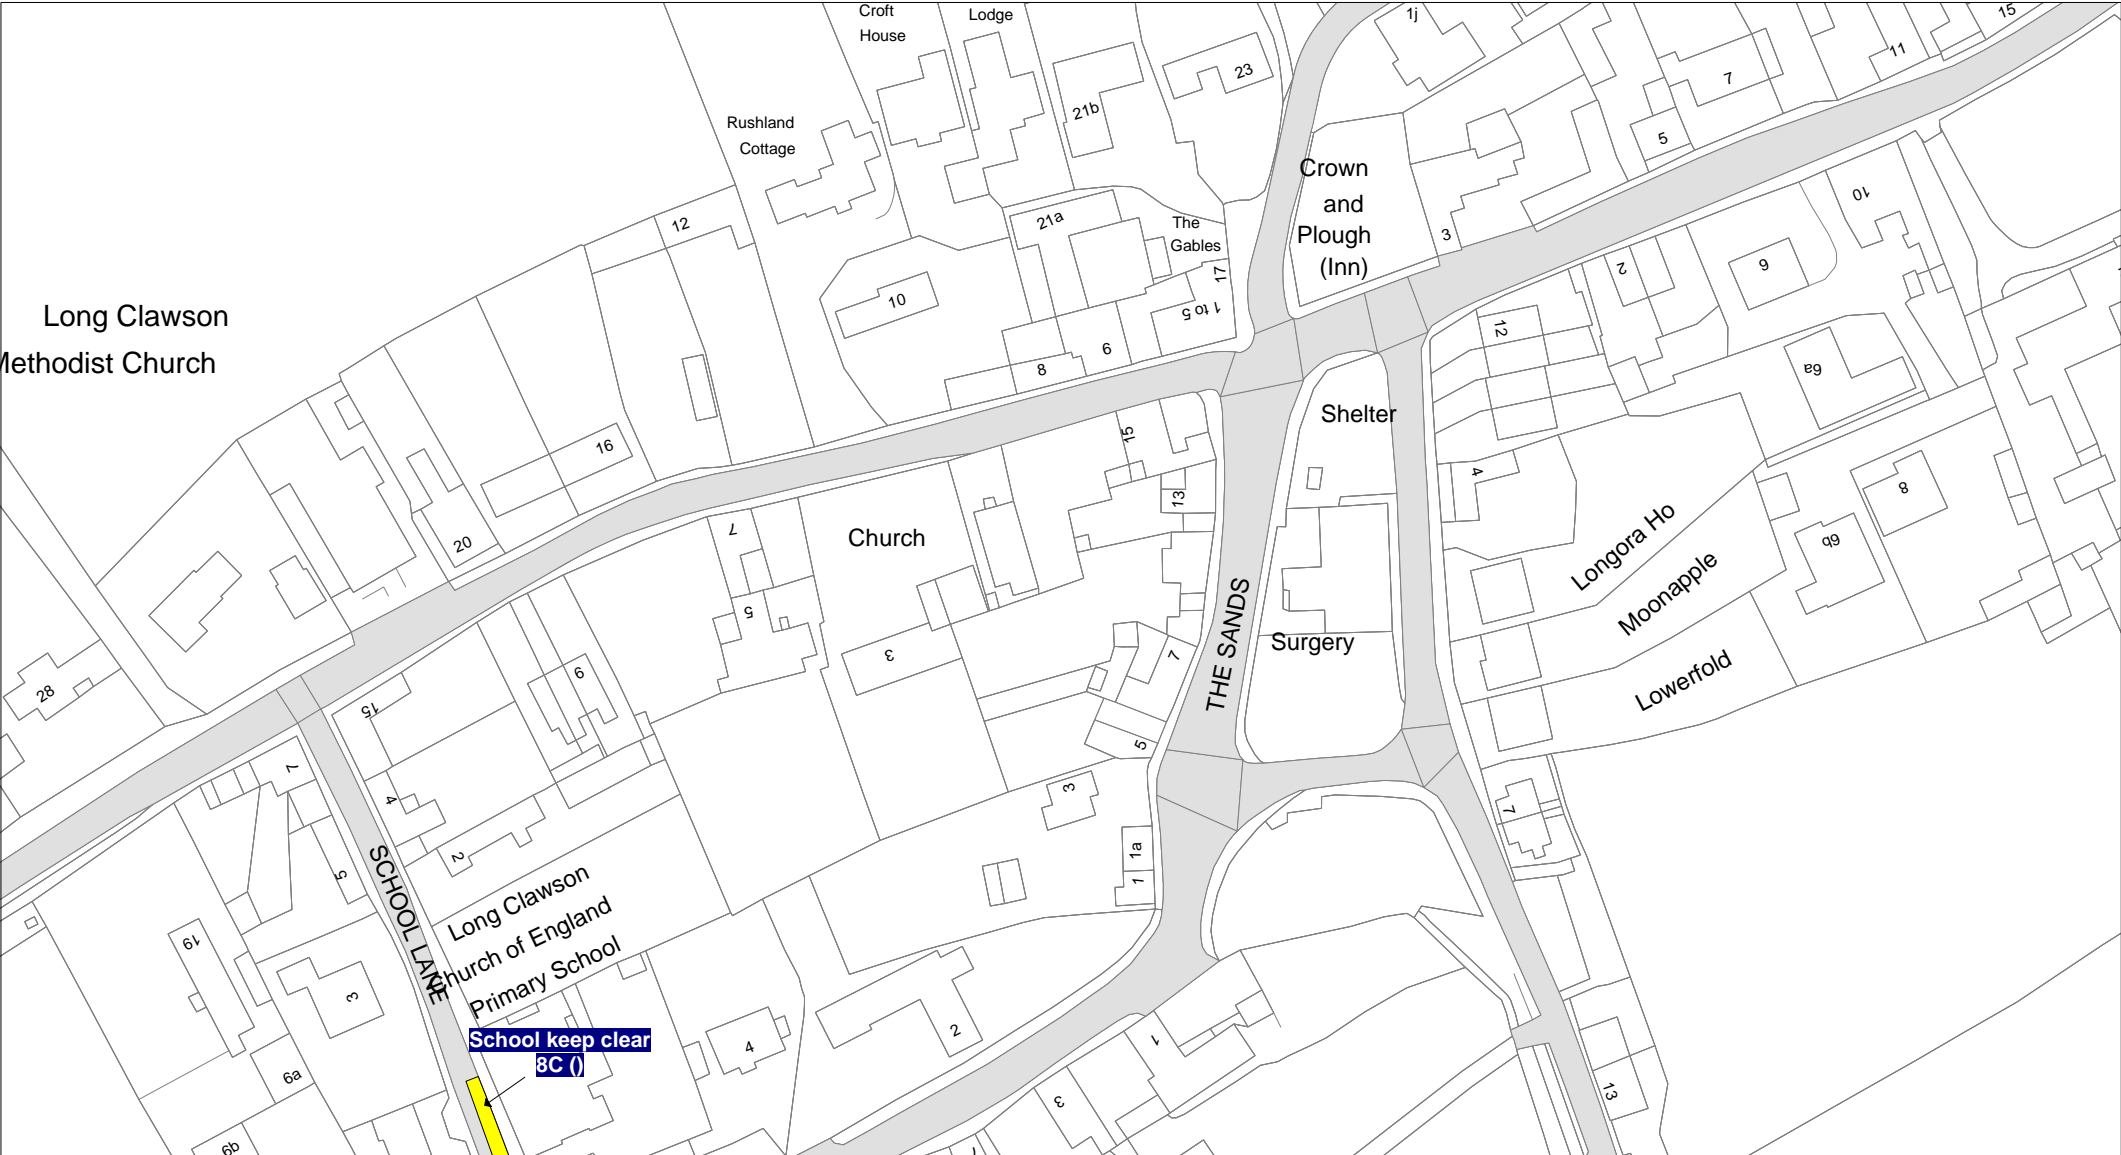 Croft
House
Lodge
1j
15
11
7
23
21b
5
Rushland
Cottage
Crown
and
Plough
(Inn)
3
10
12
21a
The
Gables
17
1 to 5
2
9
Long Clawson
Methodist Church
10
8
9
12
6a
Shelter
16
15
4
13
8
20
7
Church
Longora Ho
6b
Moonapple
5
THE SANDS
3
7
Surgery
Lowerfold
28
15
9
5
7
4
3
7
2
1a
1
5
SCHOOL LANE
Long Clawson
Church of England
Primary School
19
3
School keep clear
8C ()
4
2
1
6a
3
13
6b